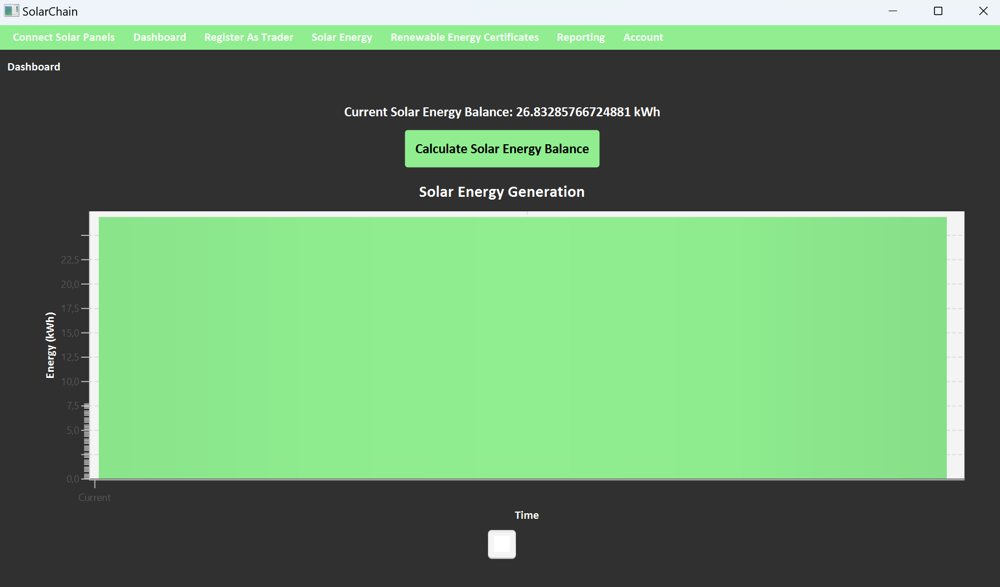 SolarChain
Connect Solar Panels Dashboard Register As Trader Solar Energy Renewable Energy Certificates Reporting Account
Dashboard
Current Solar Energy Balance: 26.83285766724881 kWh
Calculate Solar Energy Balance
Solar Energy Generation
22,5
20,0
17,5
15,0
12,5
10,0
7,5
5,0
0,0
Energy (kWh)
Current
Time